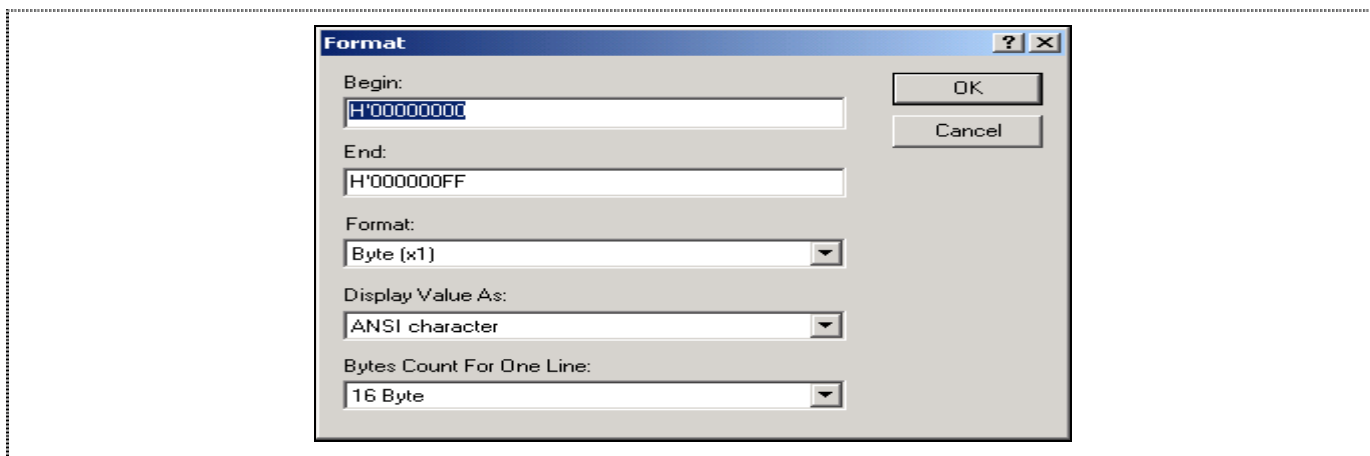 Format
Begin:
H'00000000
OK
Cancel
End:
H'000000FF
Format:
Byte (x1)
Display Value As:
ANSI character
Bytes Count For One Line:
16 Byte